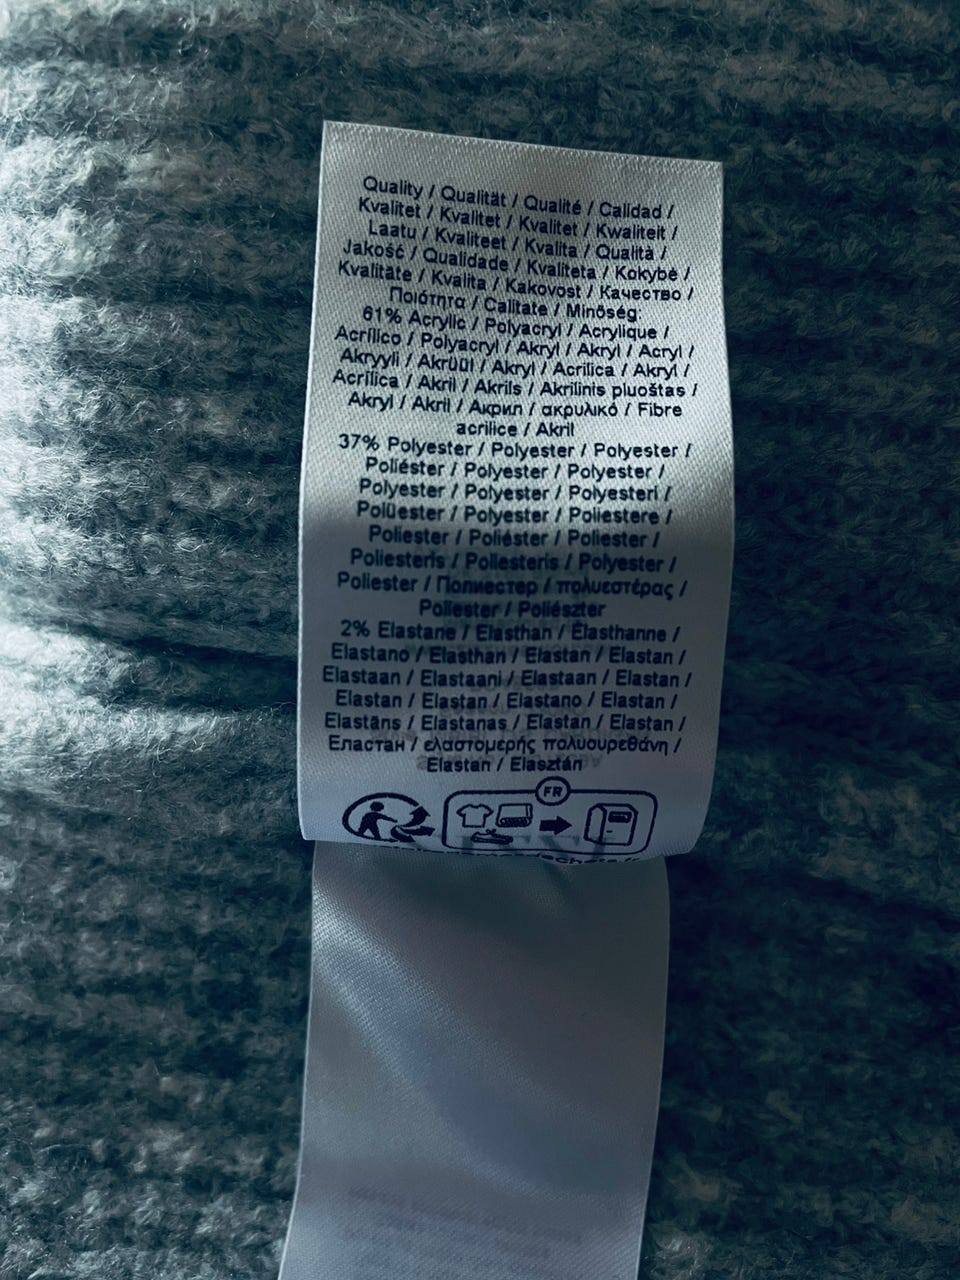 Quality / Qualität / Qualité / Calidad /
Kvalitet / Kvalitet / Kvalitet / Kwaliteit /
Laatu / Kvaliteet / Kvalita / Qualità /
Jakość / Qualidade / Kvaliteta / Kokybė /
Kvalitāte / Kvalita / Kakovost / Качество /
Ποιότητα / Calitate / Minőség:
61% Acrylic / Polyacryl / Acrylique /
Acrílico / Polyacryl / Akryl / Akryl / Acryl /
Akryyli / Akrüül / Akryl / Acrilica / Akryl /
Acrílica / Akril / Akrils / Akrilinis pluoštas /
Akryl / Akril / Акрил / ακρυλικό / Fibre
acrilice / Akril
37% Polyester / Polyester / Polyester /
Poliéster / Polyester / Polyester /
Polyester / Polyester / Polyesteri /
Polüester / Polyester / Poliestere /
Poliester / Poliéster / Poliester /
Poliesteris / Poliesteris / Polyester /
Poliester / Полиестер / πολυεστέρας /
Poliester / Poliészter
2% Elastane / Elasthan / Elasthanne /
Elastano / Elasthan / Elastan / Elastan /
Elastaan / Elastaani / Elastaan / Elastan /
Elastan / Elastan / Elastano / Elastan /
Elastāns / Elastanas / Elastan / Elastan /
Еластан / ελαστομερής πολυουρεθάνη /
Elastan / Elasztán
FR